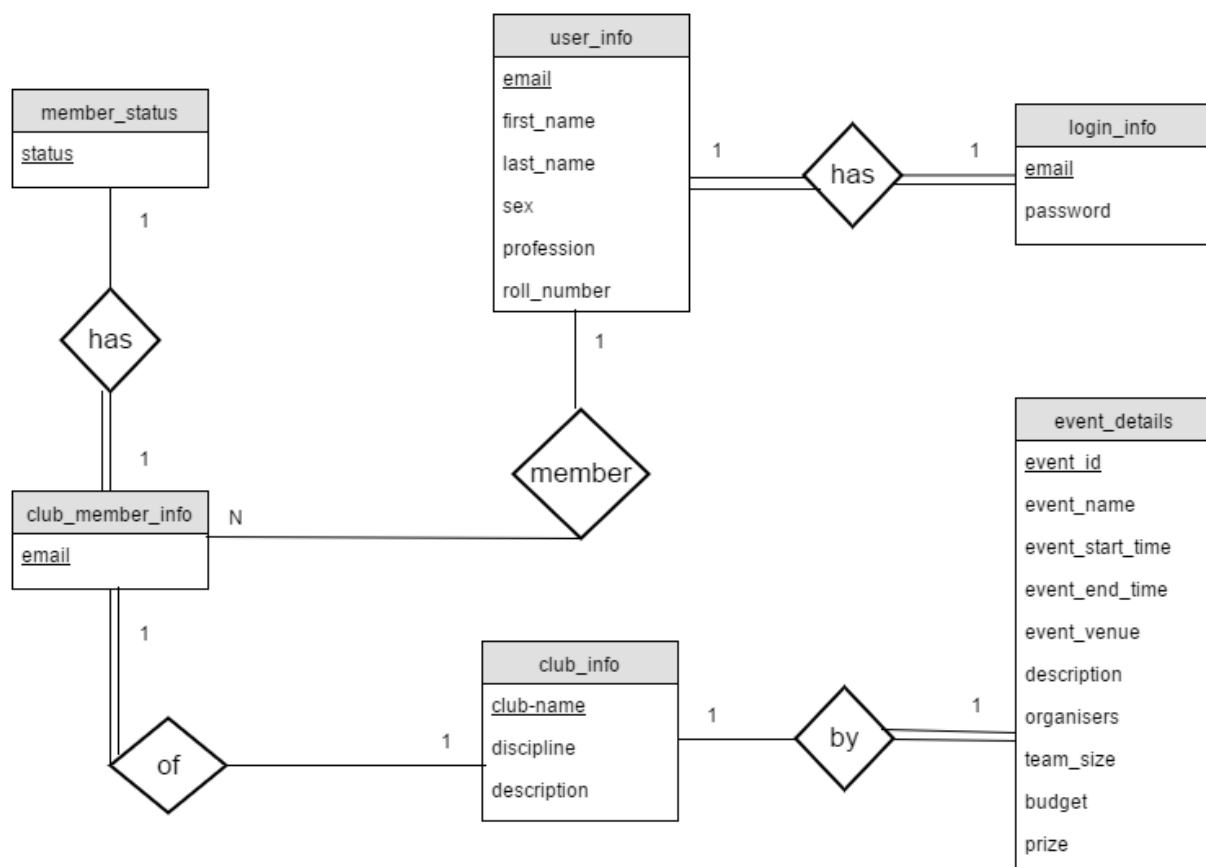 user_info
email
first_name
last_name
sex
profession
roll_number
member_status
status
login_info
email
password
1
has
1
1
has
1
1
member
N
club_member_info
email
1
of
1
club_info
club-name
discipline
description
1
by
1
event_details
event_id
event_name
event_start_time
event_end_time
event_venue
description
organisers
team_size
budget
prize